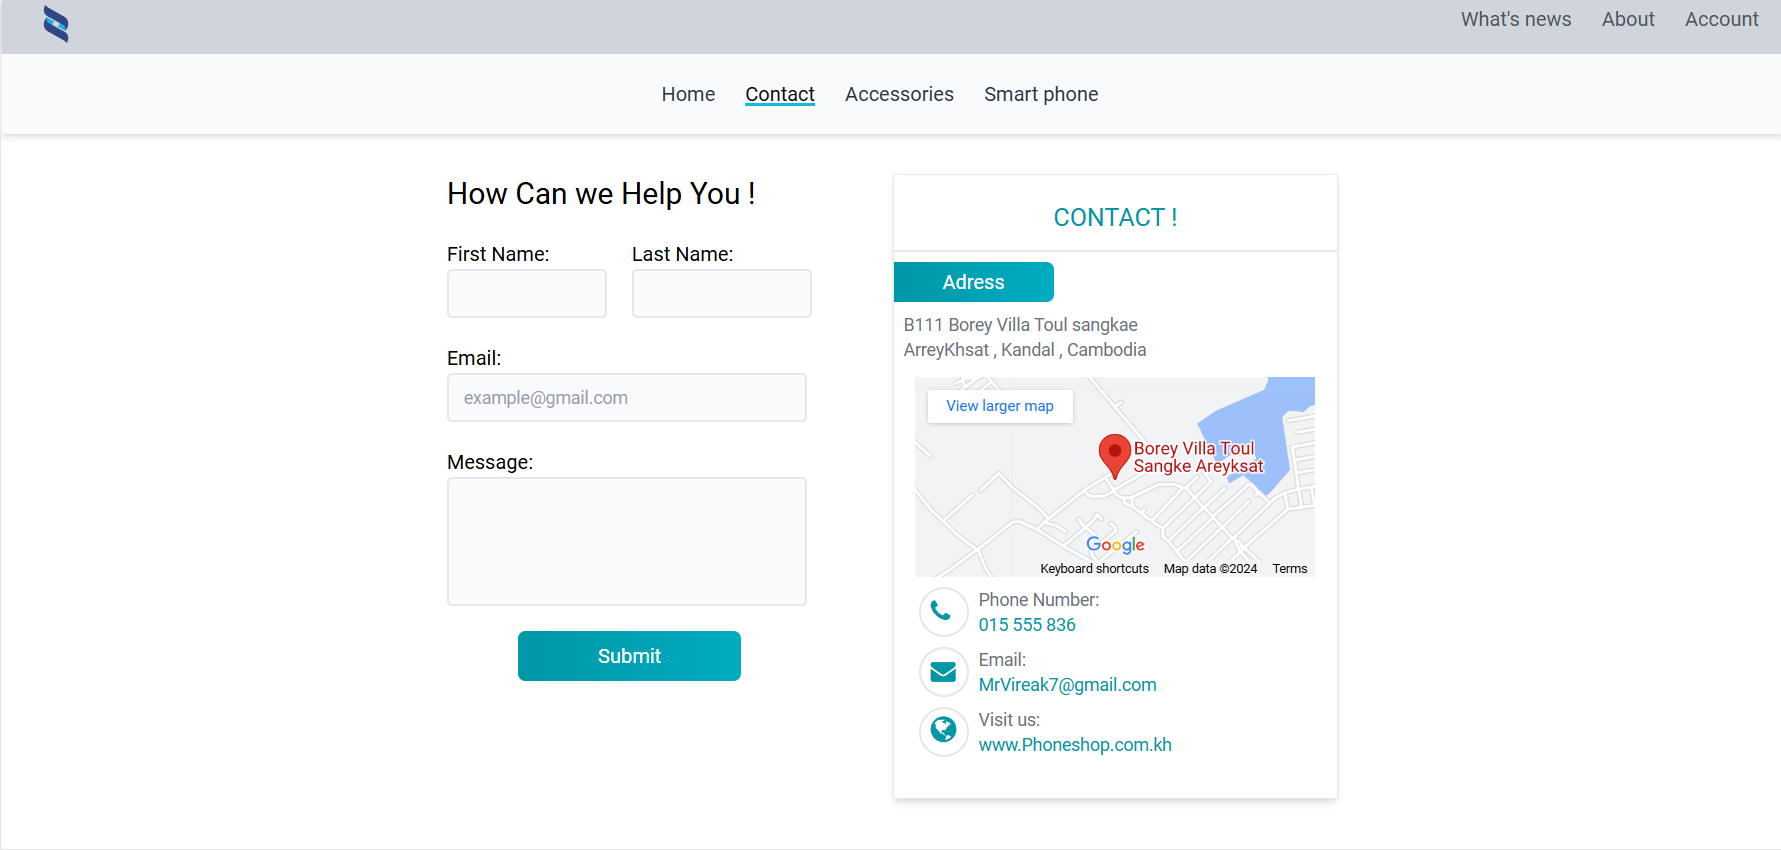 What's news
About
Account
Home
Contact
Accessories
Smart phone
How Can we Help You !
First Name:
Last Name:
Email:
example@gmail.com
Message:
Submit
CONTACT !
Adress
B111 Borey Villa Toul sangkae
ArreyKhsat , Kandal , Cambodia
View larger map
Borey Villa Toul
Sangke Areyksat
Google
Keyboard shortcuts
Map data ©2024
Terms
Phone Number:
015 555 836
Email:
MrVireak7@gmail.com
Visit us:
www.Phoneshop.com.kh